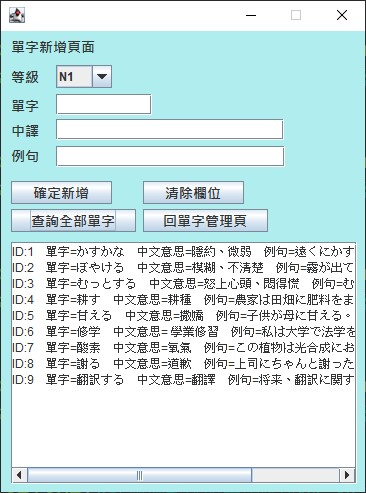 單字新增頁面
等級 N1
單字
中譯
例句
確定新增 清除欄位
查詢全部單字 回單字管理頁
ID:1 單字=かすかな 中文意思=隱約、微弱 例句=遠くにかす
ID:2 單字=ぼやける 中文意思=模糊、不清楚 例句=霧が出て
ID:3 單字=むっとする 中文意思=怒上心頭、悶得慌 例句=む
ID:4 單字=耕す 中文意思=耕種 例句=農家は田畑に肥料をま
ID:5 單字=甘える 中文意思=撒嬌 例句=子供が母に甘える。
ID:6 單字=修学 中文意思= 學業修習 例句=私は大学で法学を
ID:7 單字=酸素 中文意思=氧氣 例句=この植物は光合成にお
ID:8 單字=謝る 中文意思=道歉 例句=上司にちゃんと謝った
ID:9 單字=翻訳する 中文意思=翻譯 例句=将来、翻訳に関す